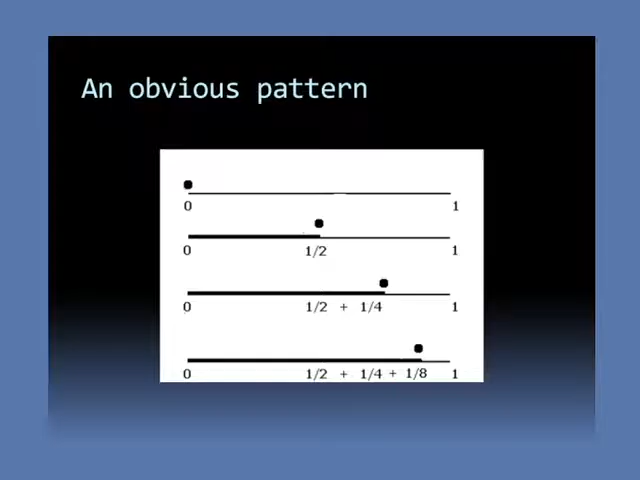 An obvious pattern
0 1
0 1/2 1
0 1/2 + 1/4 1
0 1/2 + 1/4 + 1/8 1